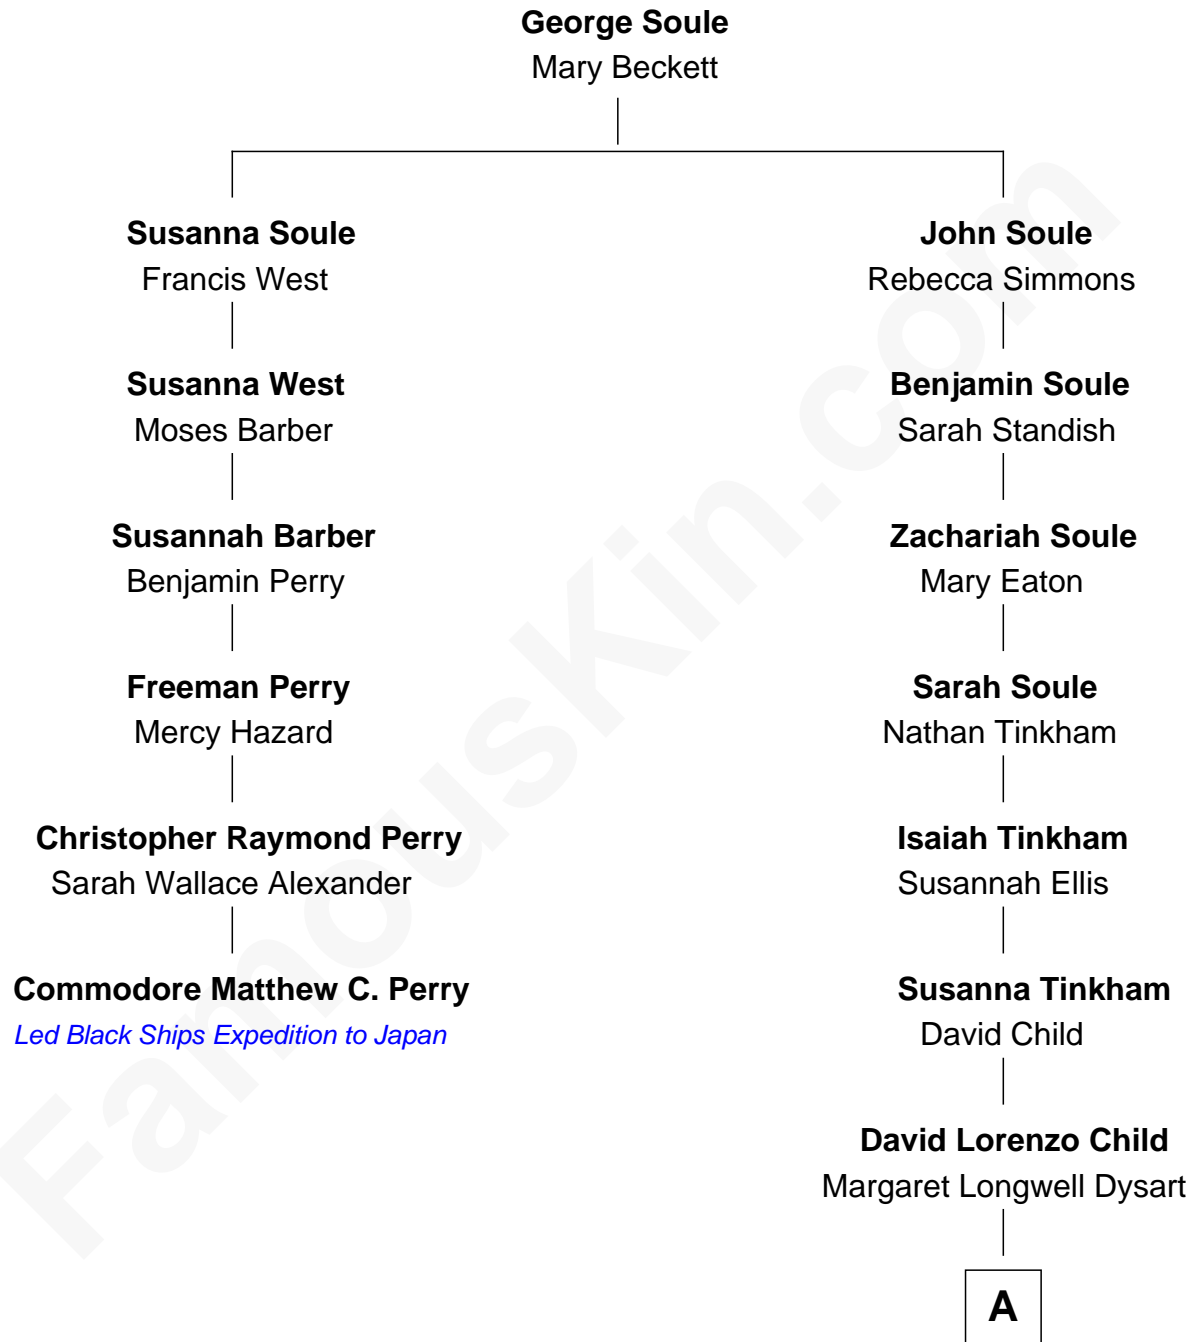 George Soule
Mary Beckett
Susanna Soule
Francis West
Susanna West
Moses Barber
Susannah Barber
Benjamin Perry
Freeman Perry
Mercy Hazard
Christopher Raymond Perry
Sarah Wallace Alexander
Commodore Matthew C. Perry
Led Black Ships Expedition to Japan
John Soule
Rebecca Simmons
Benjamin Soule
Sarah Standish
Zachariah Soule
Mary Eaton
Sarah Soule
Nathan Tinkham
Isaiah Tinkham
Susannah Ellis
Susanna Tinkham
David Child
David Lorenzo Child
Margaret Longwell Dysart
A
FamousKin.com